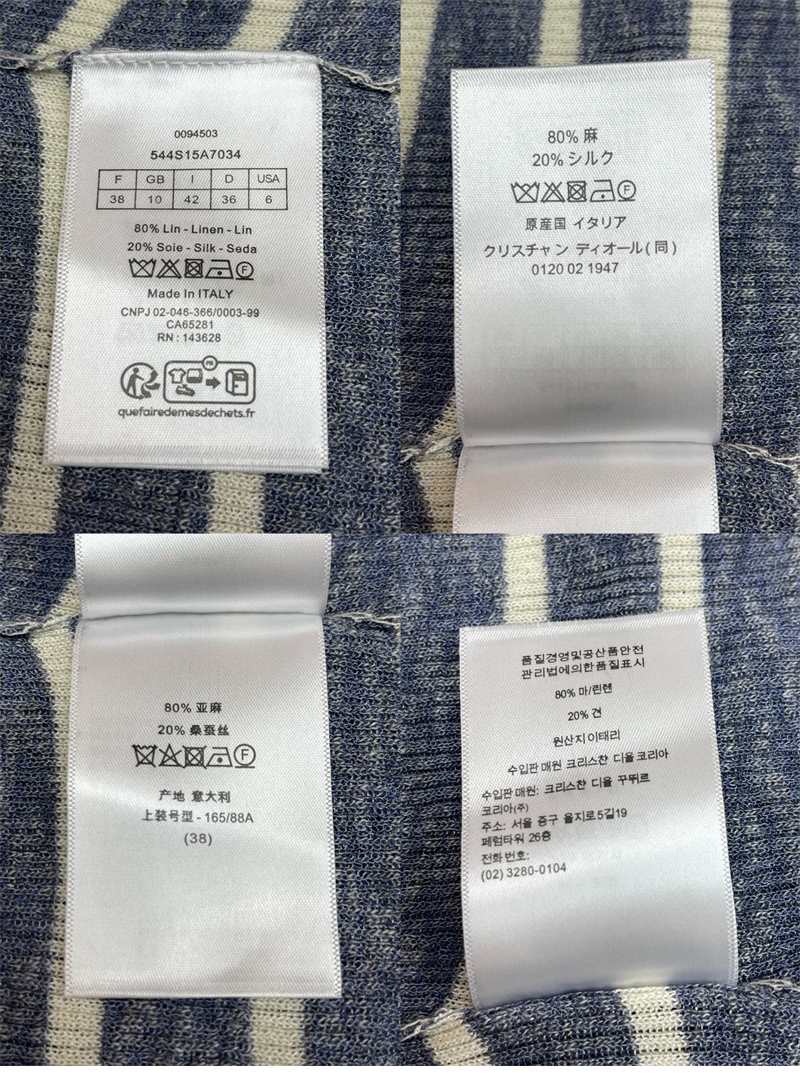 0094503
544S15A7034
F GB I D USA
38 10 42 36 6
80% Lin - Linen - Lin
20% Soie - Silk - Seda
F
Made In ITALY
CNPJ 02-046-366/0003-99
CA65281
RN : 143628
FR
quefairedemesdechets.fr
80% 麻
20% シルク
F
原産国 イタリア
クリスチャン ディオール(同)
0120 02 1947
80% 亚麻
20% 桑蚕丝
F
产地 意大利
上装号型 - 165/88A
(38)
품질경영및공산품안전
관리법에의한품질표시
80% 마/린렌
20% 견
원산지이태리
수입판 매원 크리스챤 디올 코리아
수입판 매원: 크리스챤 디올 꾸뛰르
코리아(주)
주소: 서울 중구 을지로5길19
페럼타워 26층
전화 번호:
(02) 3280-0104